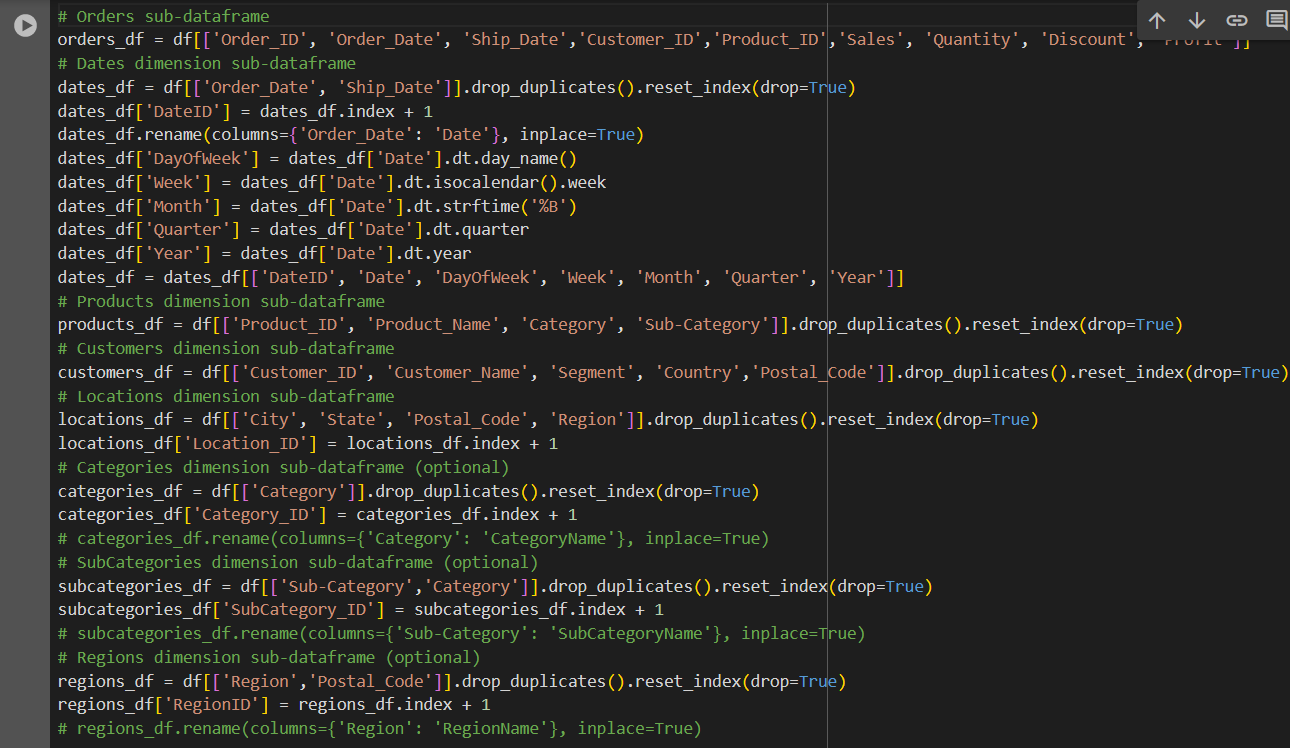 # Orders sub-dataframe
orders_df = df[['Order_ID', 'Order_Date', 'Ship_Date','Customer_ID','Product_ID','Sales', 'Quantity', 'Discount', 'Profit']]
# Dates dimension sub-dataframe
dates_df = df[['Order_Date', 'Ship_Date']].drop_duplicates().reset_index(drop=True)
dates_df['DateID'] = dates_df.index + 1
dates_df.rename(columns={'Order_Date': 'Date'}, inplace=True)
dates_df['DayOfWeek'] = dates_df['Date'].dt.day_name()
dates_df['Week'] = dates_df['Date'].dt.isocalendar().week
dates_df['Month'] = dates_df['Date'].dt.strftime('%B')
dates_df['Quarter'] = dates_df['Date'].dt.quarter
dates_df['Year'] = dates_df['Date'].dt.year
dates_df = dates_df[['DateID', 'Date', 'DayOfWeek', 'Week', 'Month', 'Quarter', 'Year']]
# Products dimension sub-dataframe
products_df = df[['Product_ID', 'Product_Name', 'Category', 'Sub-Category']].drop_duplicates().reset_index(drop=True)
# Customers dimension sub-dataframe
customers_df = df[['Customer_ID', 'Customer_Name', 'Segment', 'Country','Postal_Code']].drop_duplicates().reset_index(drop=True)
# Locations dimension sub-dataframe
locations_df = df[['City', 'State', 'Postal_Code', 'Region']].drop_duplicates().reset_index(drop=True)
locations_df['Location_ID'] = locations_df.index + 1
# Categories dimension sub-dataframe (optional)
categories_df = df[['Category']].drop_duplicates().reset_index(drop=True)
categories_df['Category_ID'] = categories_df.index + 1
# categories_df.rename(columns={'Category': 'CategoryName'}, inplace=True)
# SubCategories dimension sub-dataframe (optional)
subcategories_df = df[['Sub-Category','Category']].drop_duplicates().reset_index(drop=True)
subcategories_df['SubCategory_ID'] = subcategories_df.index + 1
# subcategories_df.rename(columns={'Sub-Category': 'SubCategoryName'}, inplace=True)
# Regions dimension sub-dataframe (optional)
regions_df = df[['Region','Postal_Code']].drop_duplicates().reset_index(drop=True)
regions_df['RegionID'] = regions_df.index + 1
# regions_df.rename(columns={'Region': 'RegionName'}, inplace=True)